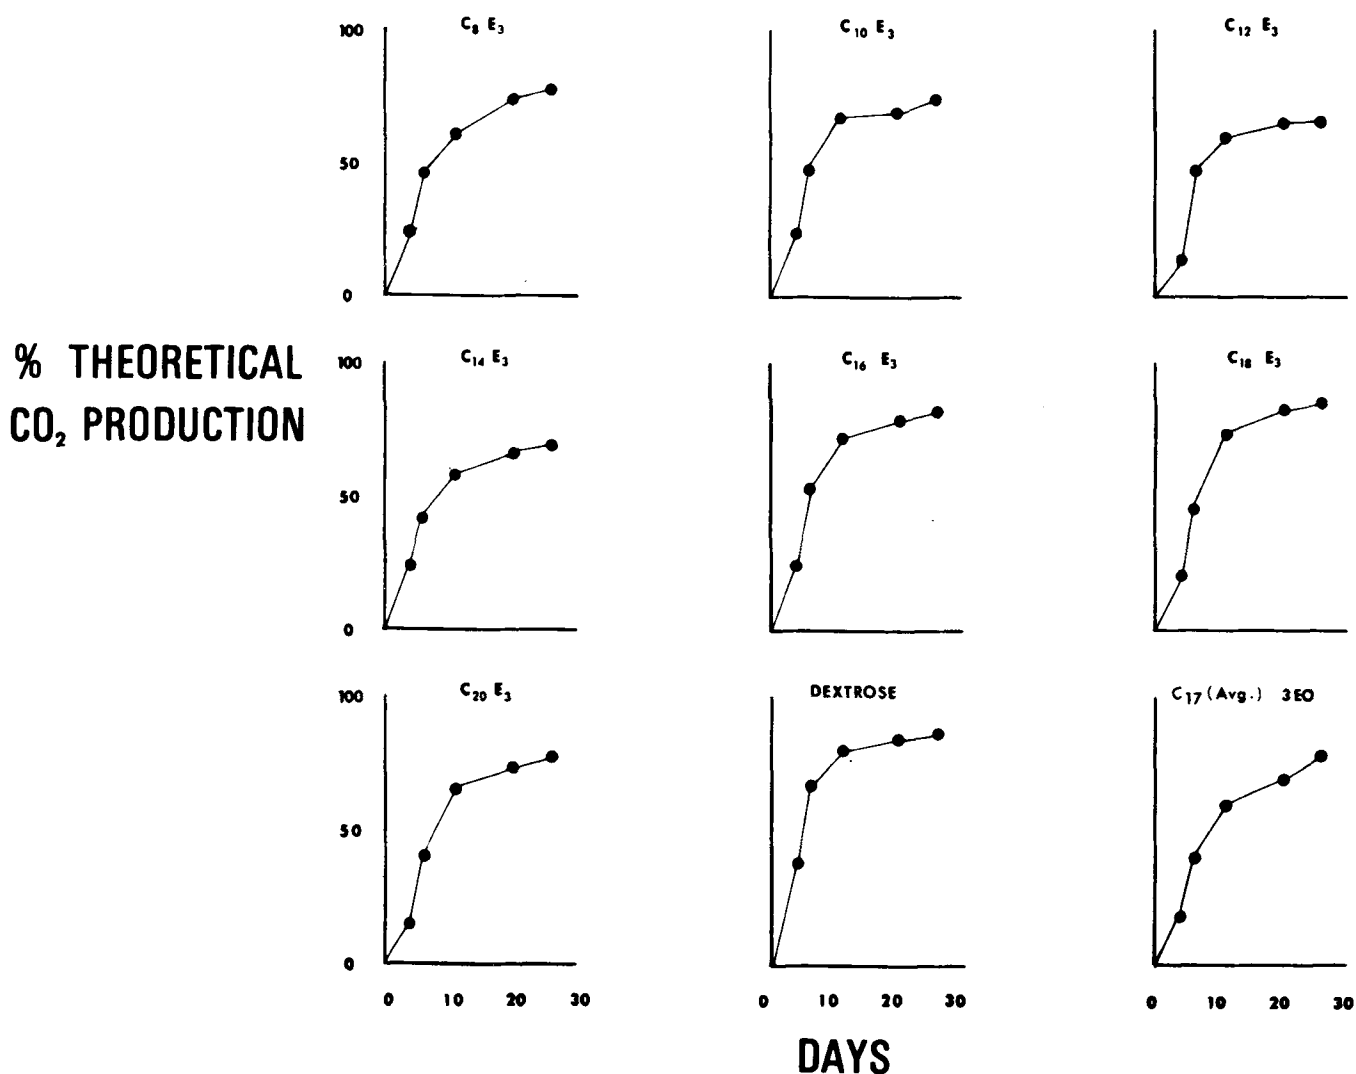 C8 E3
C10 E3
C12 E3
100
50
0
% THEORETICAL
CO2 PRODUCTION
C14 E3
C16 E3
C18 E3
100
50
0
C20 E3
DEXTROSE
C17 (Avg.) 3EO
100
50
0
0 10 20 30
0 10 20 30
0 10 20 30
DAYS